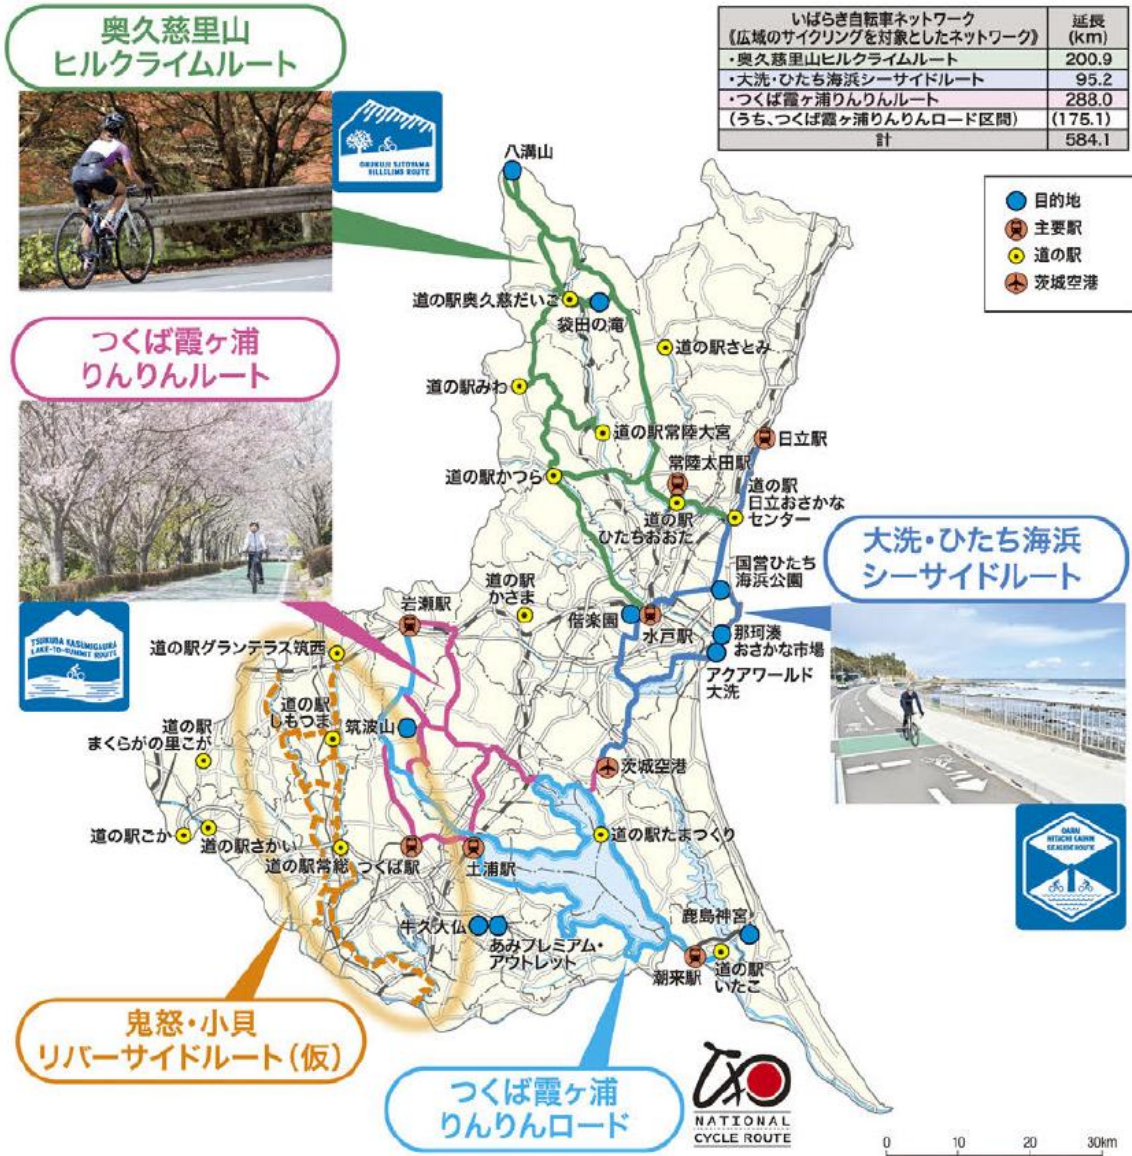 奥久慈里山
ヒルクライムルート
いばらき自転車ネットワーク
《広域のサイクリングを対象としたネットワーク》
延長
(km)
・奥久慈里山ヒルクライムルート 200.9
・大洗・ひたち海浜シーサイドルート 95.2
・つくば霞ヶ浦りんりんルート 288.0
(うち、つくば霞ヶ浦りんりんロード区間) (175.1)
計 584.1
OKUKUJI SATOYAMA
HILLCLIMB ROUTE
目的地
主要駅
道の駅
茨城空港
八溝山
道の駅奥久慈だいご
袋田の滝
道の駅さとみ
つくば霞ヶ浦
りんりんルート
道の駅みわ
道の駅常陸大宮
日立駅
常陸太田駅
道の駅かつら
道の駅
日立おさかな
センター
道の駅
ひたちおおた
大洗・ひたち海浜
シーサイドルート
国営ひたち
海浜公園
道の駅
かさま
岩瀬駅
偕楽園
水戸駅
那珂湊
おさかな市場
アクアワールド
大洗
TSUKUBA KASUMIGAURA
LAKE-TO-SUMMIT ROUTE
道の駅グランテラス筑西
道の駅
しもつま
筑波山
道の駅
まくらがの里こが
茨城空港
道の駅ごか
道の駅さかい
道の駅常総
つくば駅
土浦駅
道の駅たまつくり
OARAI
HITACHI KAIHIN
SEASIDE ROUTE
牛久大仏
あみプレミアム・
アウトレット
鹿島神宮
潮来駅
道の駅
いたこ
鬼怒・小貝
リバーサイドルート(仮)
つくば霞ヶ浦
りんりんロード
NATIONAL
CYCLE ROUTE
0 10 20 30km